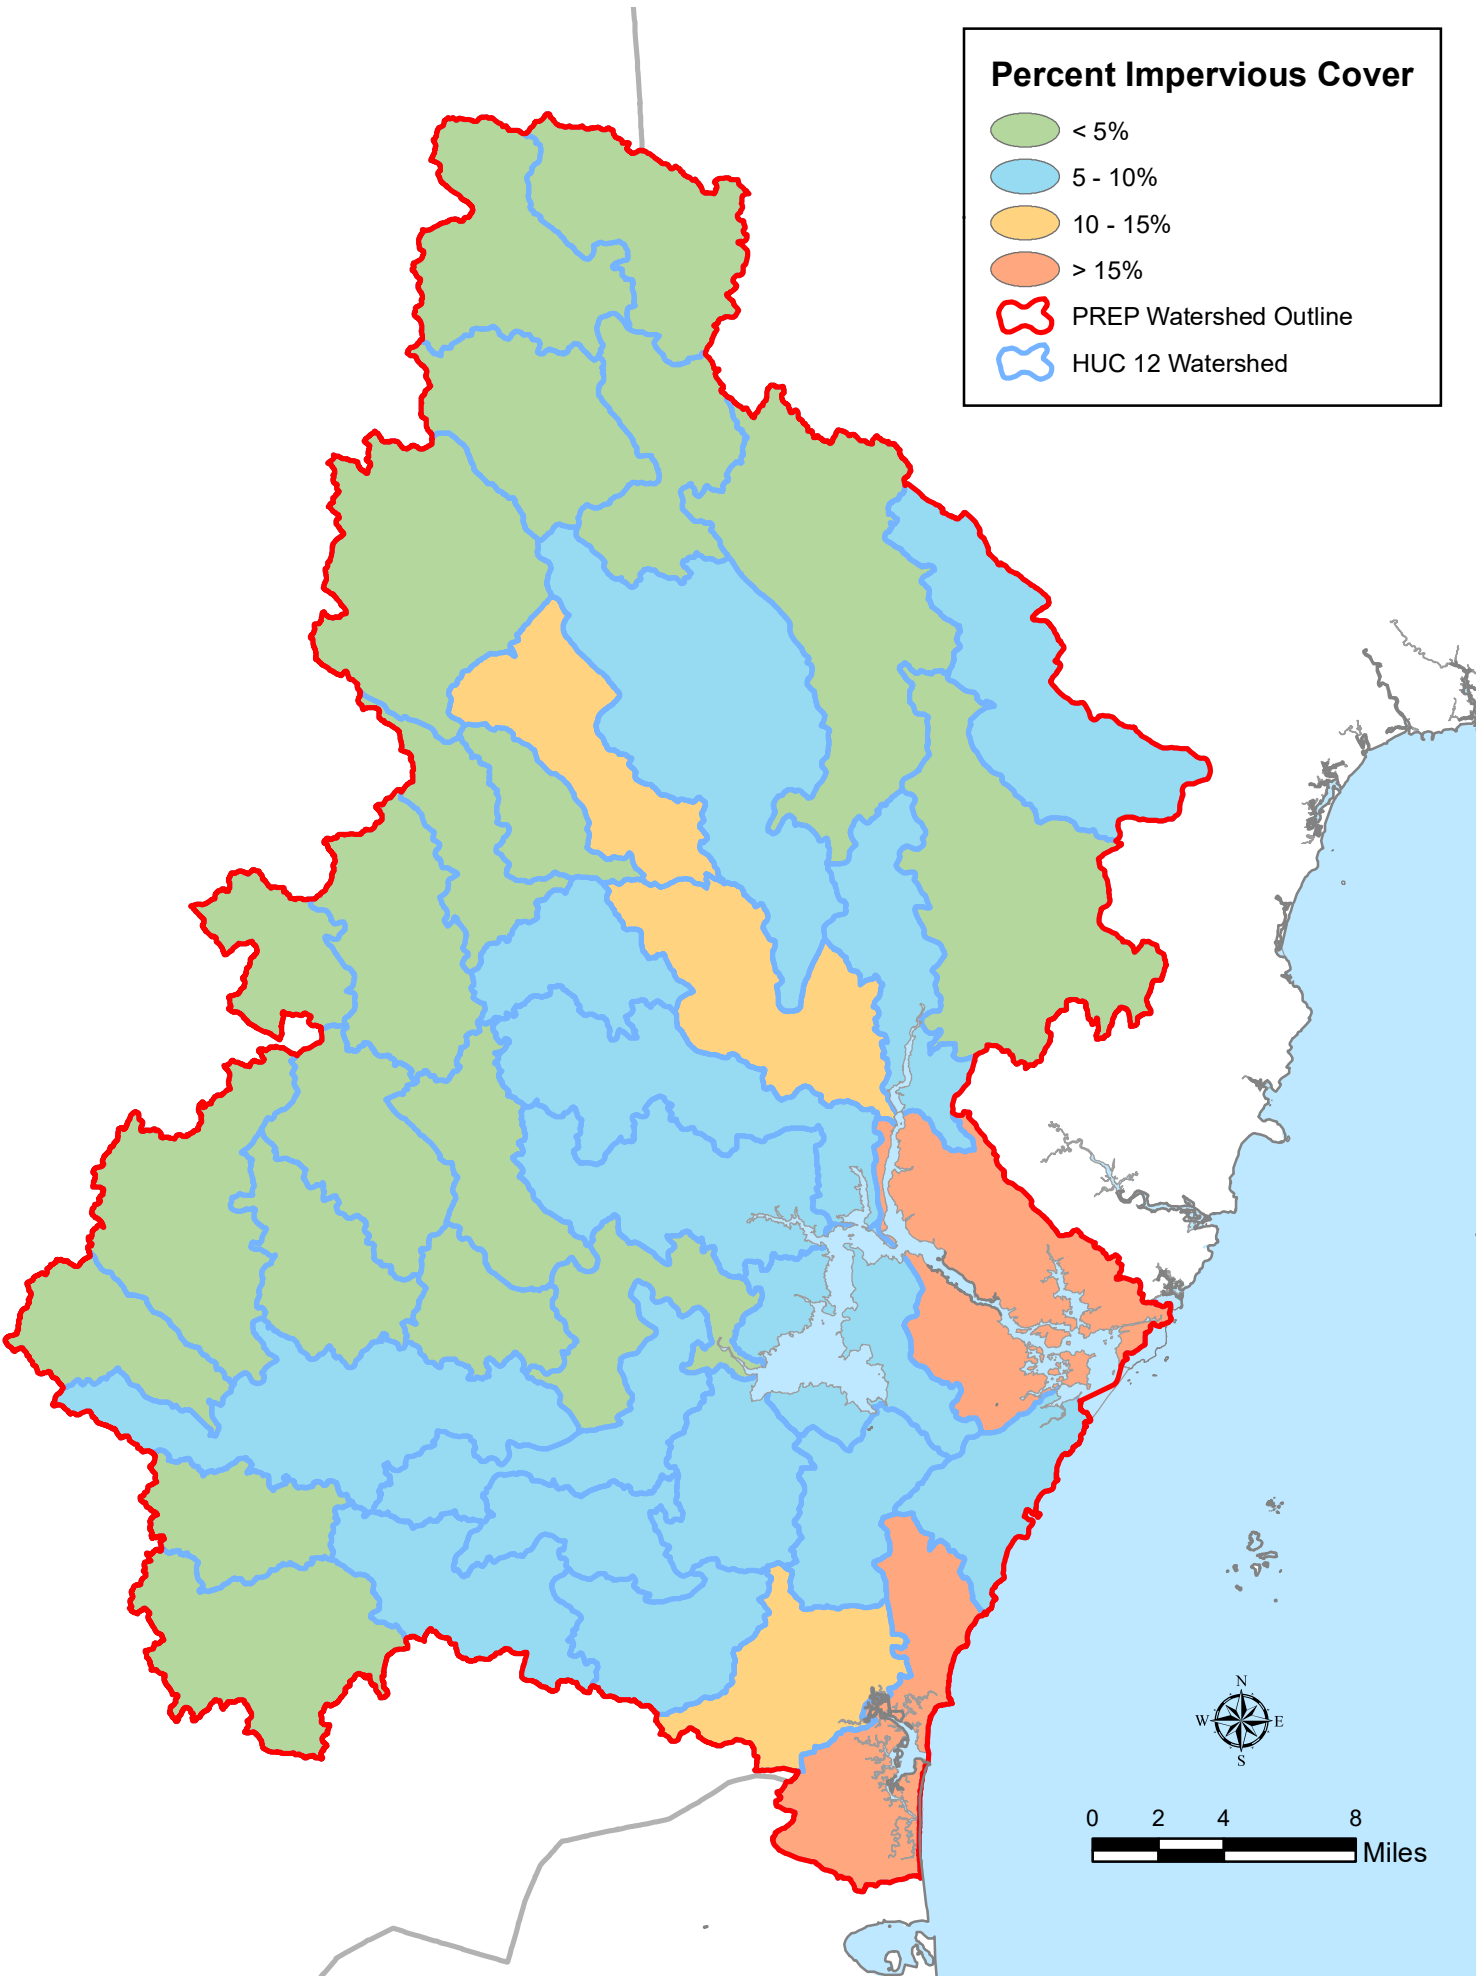 Percent Impervious Cover
< 5%
5 - 10%
10 - 15%
> 15%
PREP Watershed Outline
HUC 12 Watershed
N
W E
S
0 2 4 8
Miles